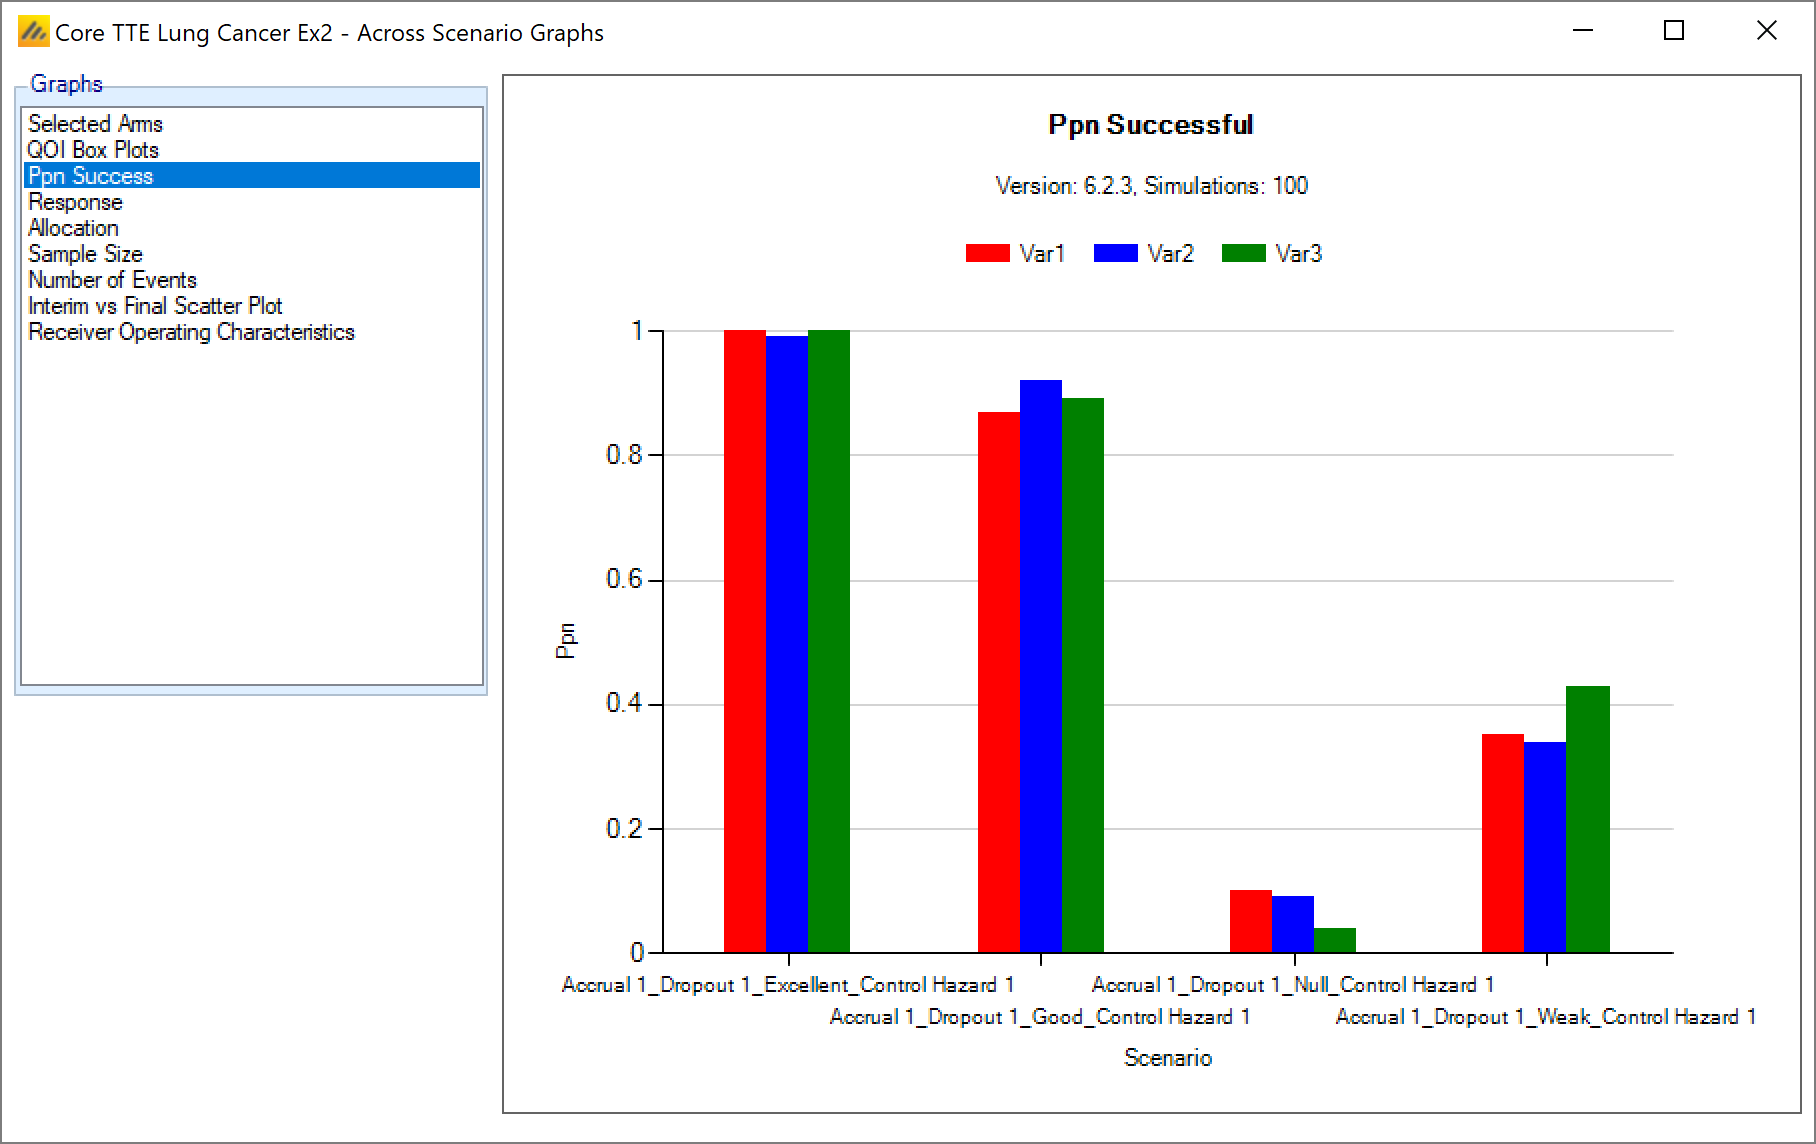 Core TTE Lung Cancer Ex2 - Across Scenario Graphs
Graphs
Selected Arms
QOI Box Plots
Ppn Success
Response
Allocation
Sample Size
Number of Events
Interim vs Final Scatter Plot
Receiver Operating Characteristics
Ppn Successful
Version: 6.2.3, Simulations: 100
Var1 Var2 Var3
1
0.8
0.6
0.4
0.2
0
Ppn
Accrual 1_Dropout 1_Excellent_Control Hazard 1 Accrual 1_Dropout 1_Null_Control Hazard 1
Accrual 1_Dropout 1_Good_Control Hazard 1 Accrual 1_Dropout 1_Weak_Control Hazard 1
Scenario